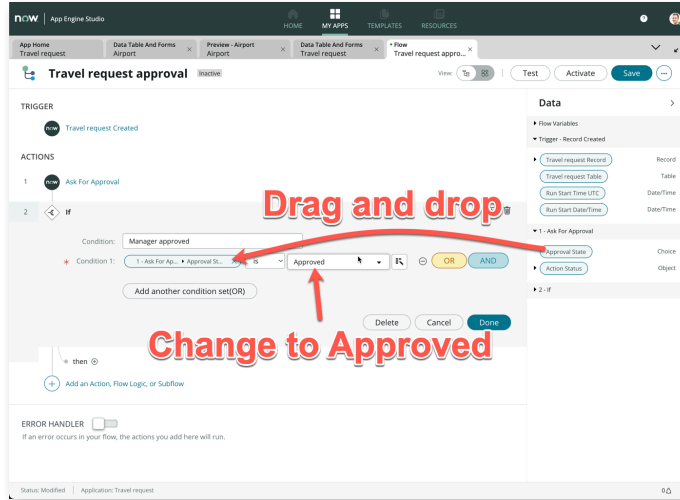 now. App Engine Studio
HOME MY APPS TEMPLATES RESOURCES
App Home
Travel request
Data Table And Forms
Airport
Preview - Airport
Airport
Data Table And Forms
Travel request
* Flow
Travel request appro...
Travel request approval Inactive
View:
Test Activate Save
TRIGGER
now Travel request Created
ACTIONS
1 now Ask For Approval
2 If
Drag and drop
Condition: Manager approved
* Condition 1: 1 - Ask For Ap... ▸ Approval St... is Approved OR AND
Add another condition set(OR)
Delete Cancel Done
Change to Approved
then
Add an Action, Flow Logic, or Subflow
ERROR HANDLER
If an error occurs in your flow, the actions you add here will run.
Data
Flow Variables
Trigger - Record Created
Travel request Record Record
Travel request Table Table
Run Start Time UTC Date/Time
Run Start Date/Time Date/Time
1 - Ask For Approval
Approval State Choice
Action Status Object
2 - If
Status: Modified | Application: Travel request
0